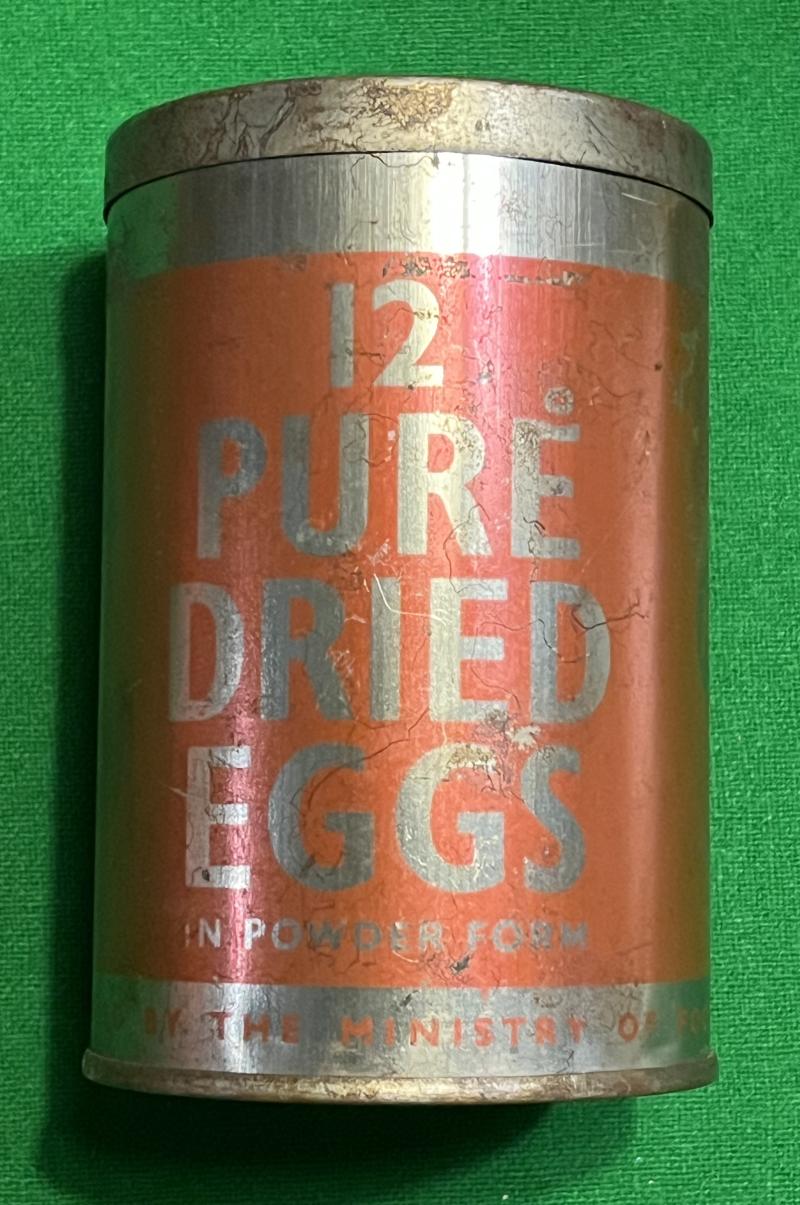 12
PURE
DRIED
EGGS
IN POWDER FORM
BY THE MINISTRY OF